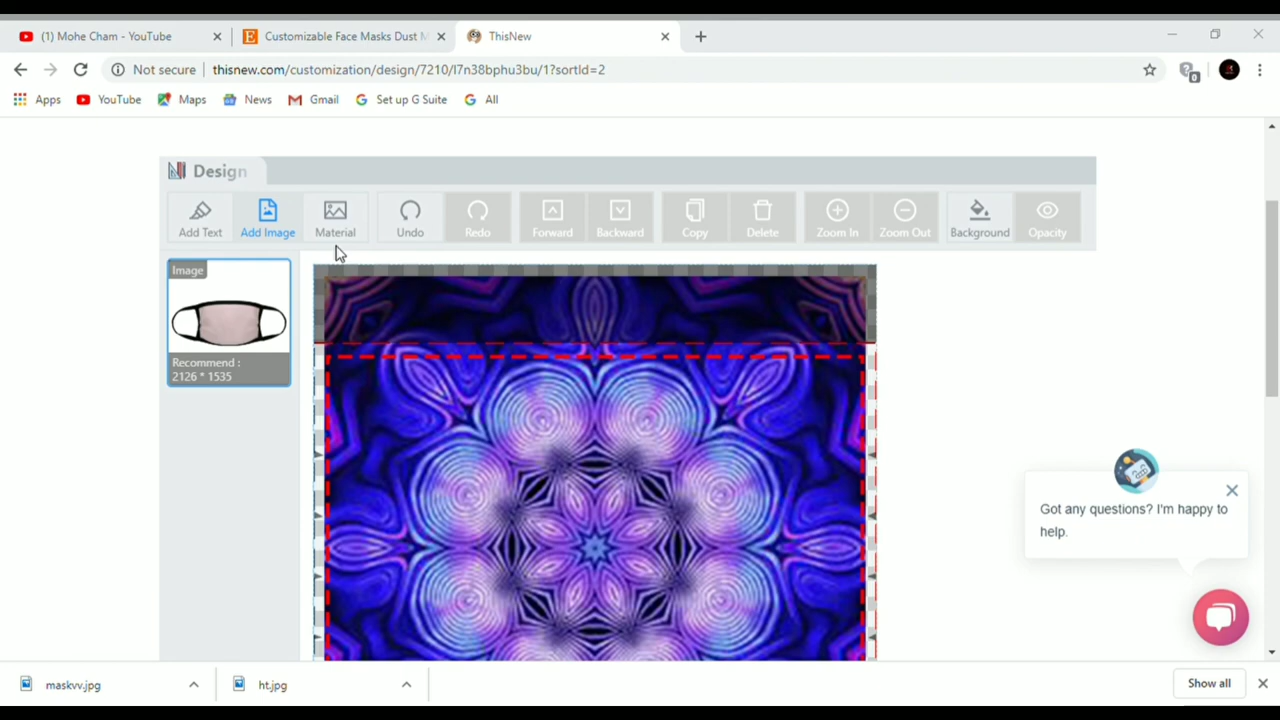 (1) Mohe Cham - YouTube
Customizable Face Masks Dust M
ThisNew
Not secure
thisnew.com/customization/design/7210/l7n38bphu3bu/1?sortId=2
0
Apps
YouTube
Maps
News
Gmail
Set up G Suite
All
Design
Add Text
Add Image
Material
Undo
Redo
Forward
Backward
Copy
Delete
Zoom In
Zoom Out
Background
Opacity
Image
Recommend :
2126 * 1535
Got any questions? I'm happy to
help.
maskvv.jpg
ht.jpg
Show all